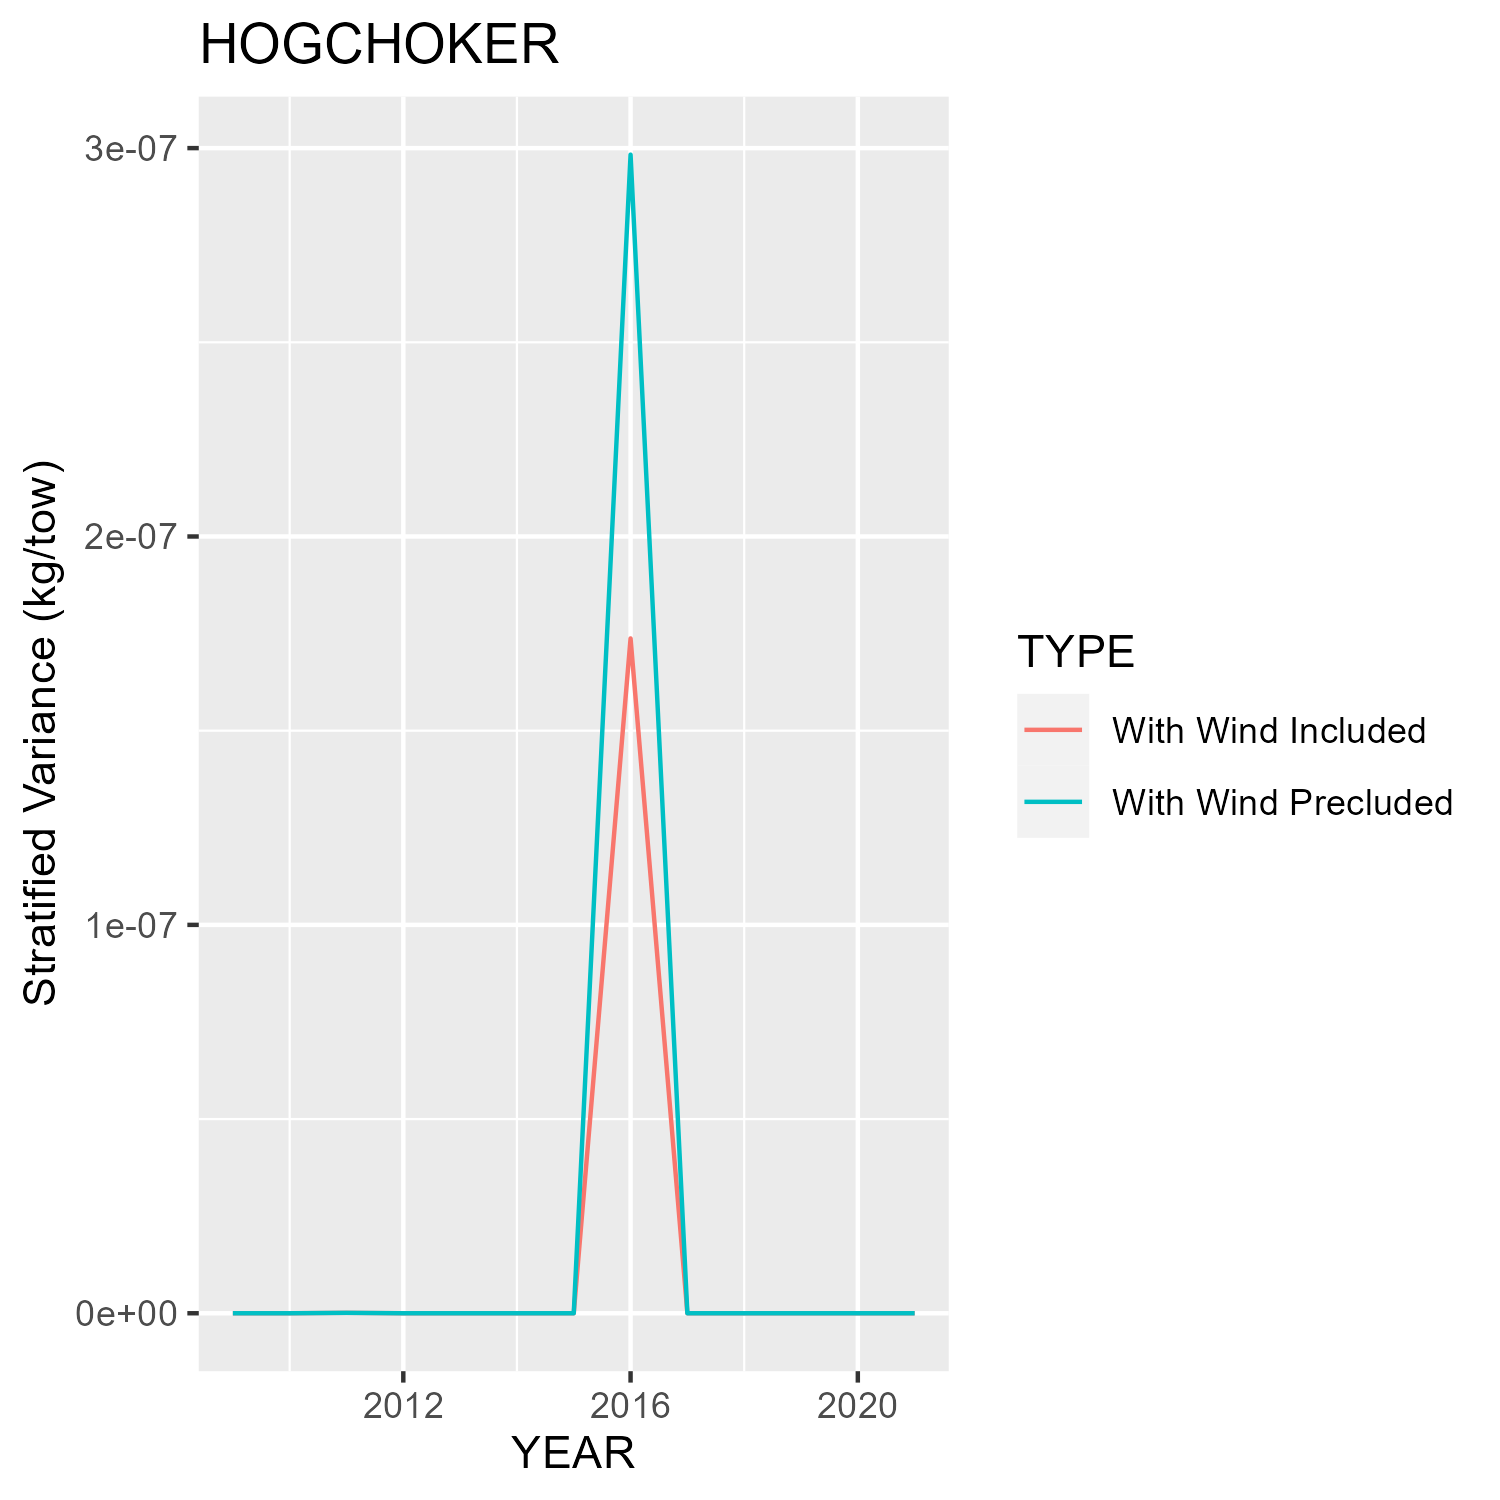 HOGCHOKER
3e-07
2e-07
1e-07
0e+00
Stratified Variance (kg/tow)
2012 2016 2020
YEAR
TYPE
With Wind Included
With Wind Precluded